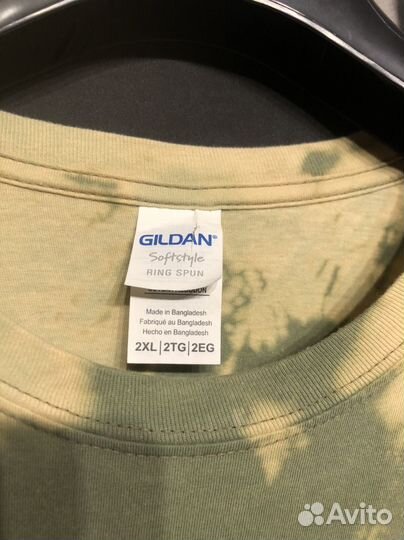 GILDAN®
Softstyle
RING SPUN
Made in Bangladesh
Fabriqué au Bangladesh
Hecho en Bangladesh
2XL|2TG|2EG
Avito